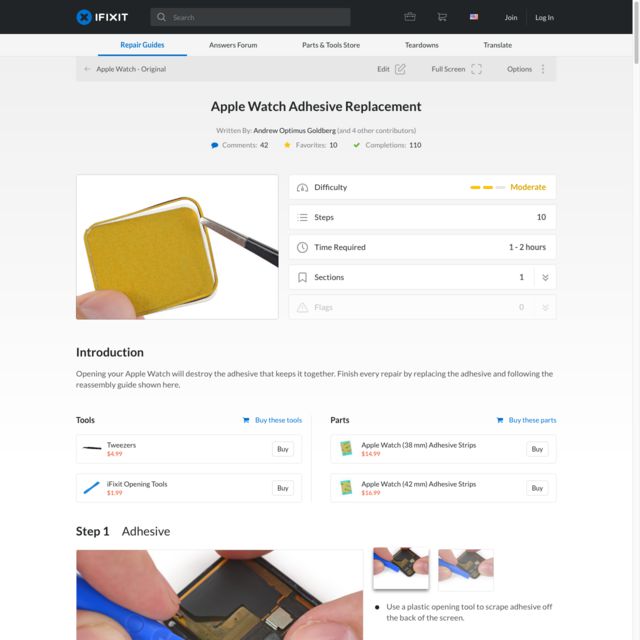 IFIXIT
Search
Join
Log In
Repair Guides
Answers Forum
Parts & Tools Store
Teardowns
Translate
Apple Watch - Original
Edit
Full Screen
Options
Apple Watch Adhesive Replacement
Written By: Andrew Optimus Goldberg (and 4 other contributors)
Comments: 42
Favorites: 10
Completions: 110
Difficulty
Moderate
Steps
10
Time Required
1 - 2 hours
Sections
1
Flags
0
Introduction
Opening your Apple Watch will destroy the adhesive that keeps it together. Finish every repair by replacing the adhesive and following the
reassembly guide shown here.
Tools
Buy these tools
Tweezers
$4.99
Buy
iFixit Opening Tools
$1.99
Buy
Parts
Buy these parts
Apple Watch (38 mm) Adhesive Strips
$14.99
Buy
Apple Watch (42 mm) Adhesive Strips
$16.99
Buy
Step 1 Adhesive
Use a plastic opening tool to scrape adhesive off
the back of the screen.